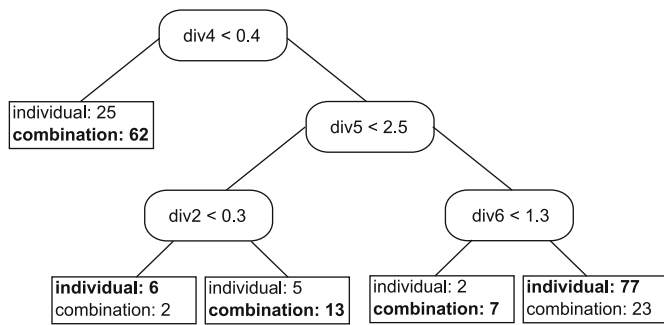 div4 < 0.4
individual: 25
combination: 62
div5 < 2.5
div2 < 0.3
div6 < 1.3
individual: 6
combination: 2
individual: 5
combination: 13
individual: 2
combination: 7
individual: 77
combination: 23